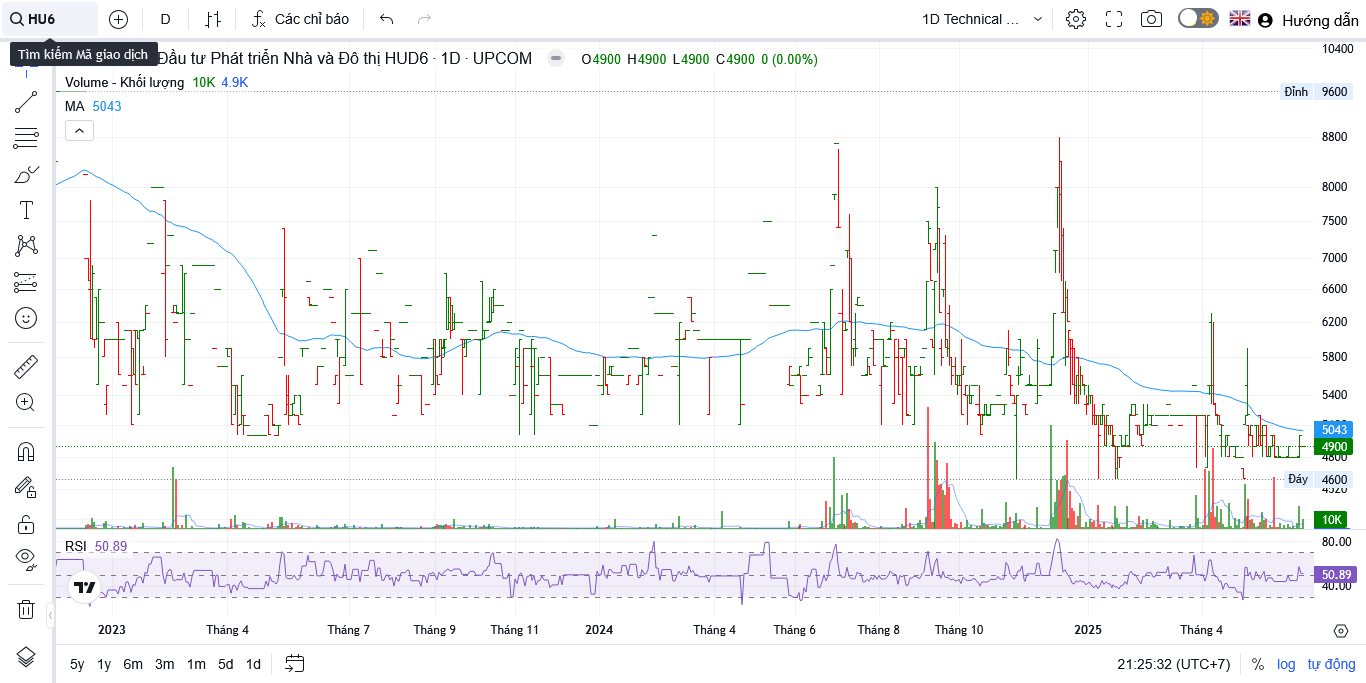 HU6
D
Các chỉ báo
1D Technical ...
Hướng dẫn
Tìm kiếm Mã giao dịch
Đầu tư Phát triển Nhà và Đô thị HUD6 · 1D · UPCOM
O4900 H4900 L4900 C4900 0 (0.00%)
Volume - Khối lượng 10K 4.9K
MA 5043
10400
Đỉnh 9600
8800
8000
7500
7000
6600
6200
5800
5400
5043
4900
4800
Đáy 4600
10K
RSI 50.89
80.00
50.89
40.00
2023
Tháng 4
Tháng 7
Tháng 9
Tháng 11
2024
Tháng 4
Tháng 6
Tháng 8
Tháng 10
2025
Tháng 4
5y 1y 6m 3m 1m 5d 1d
21:25:32 (UTC+7)
% log tự động